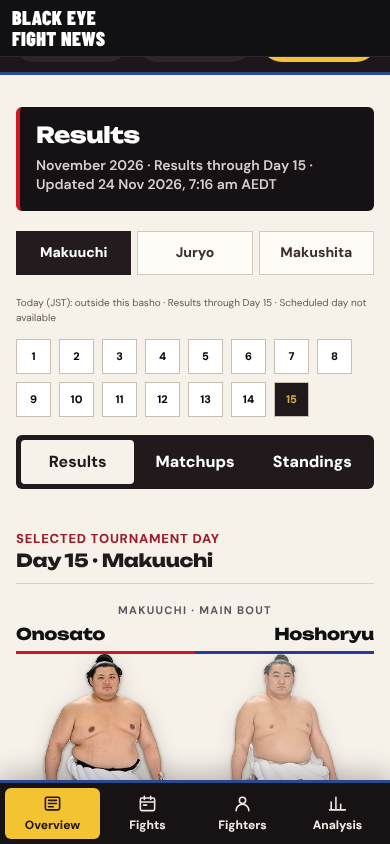 BLACK EYE
FIGHT NEWS
Results
November 2026 · Results through Day 15 ·
Updated 24 Nov 2026, 7:16 am AEDT
Makuuchi
Juryo
Makushita
Today (JST): outside this basho · Results through Day 15 · Scheduled day not
available
1 2 3 4 5 6 7 8
9 10 11 12 13 14 15
Results
Matchups
Standings
SELECTED TOURNAMENT DAY
Day 15 · Makuuchi
MAKUUCHI · MAIN BOUT
Onosato
Hoshoryu
Overview
Fights
Fighters
Analysis